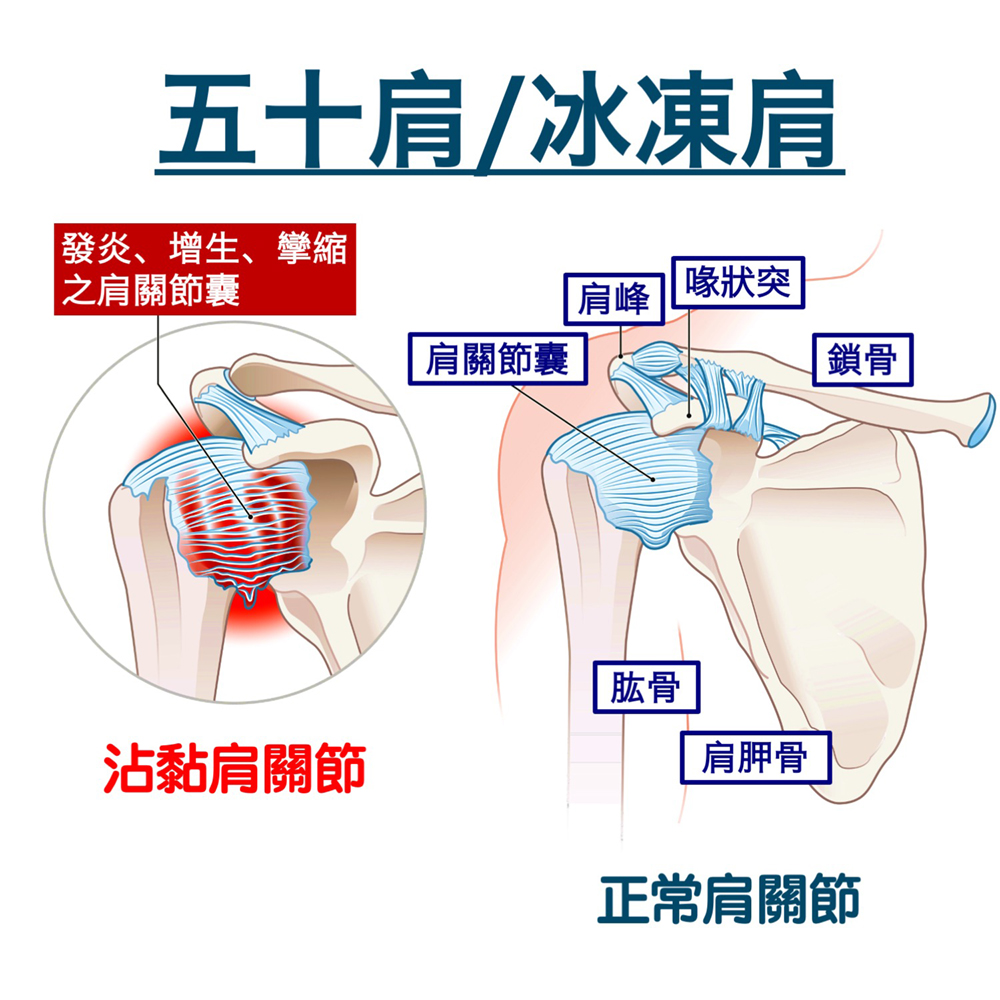 五十肩/冰凍肩
發炎、增生、攣縮
之肩關節囊
肩峰
喙狀突
肩關節囊
鎖骨
肱骨
肩胛骨
沾黏肩關節
正常肩關節